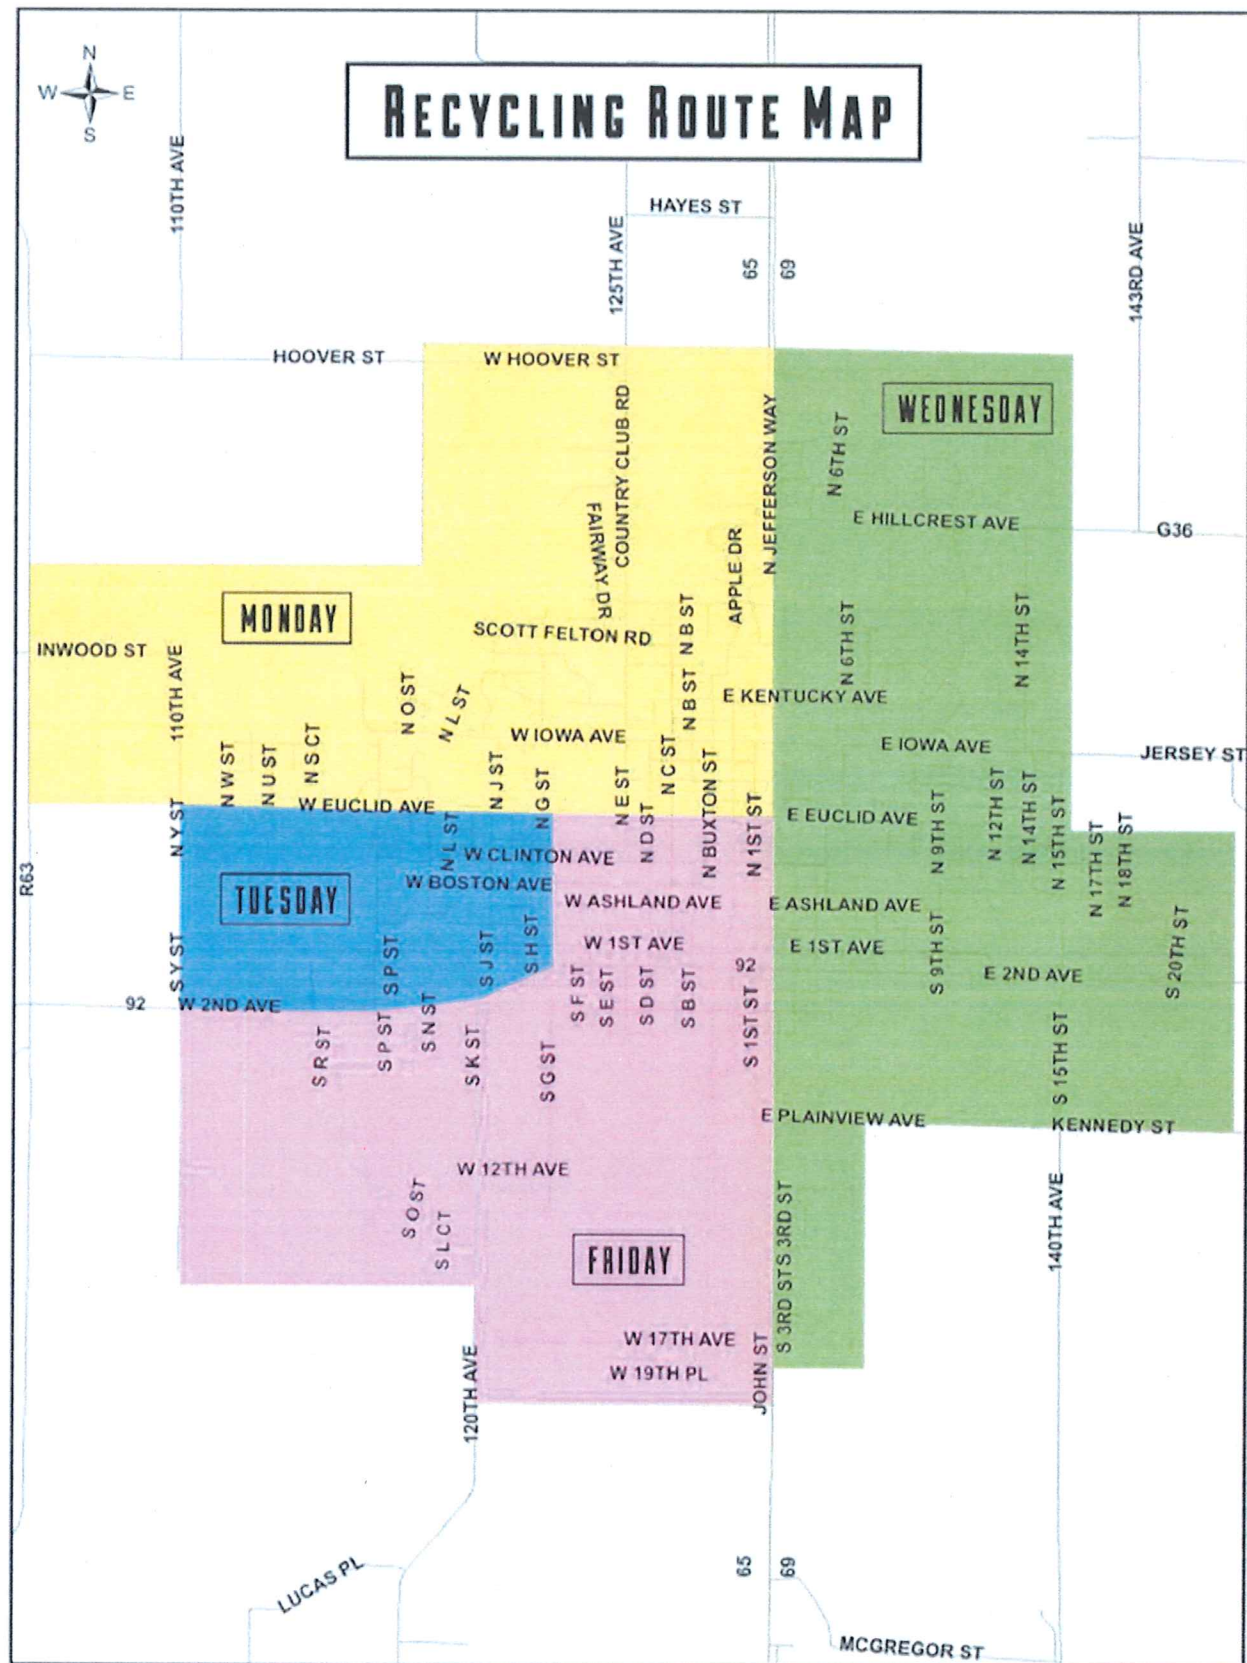 N
W E
S
RECYCLING ROUTE MAP
110TH AVE
HAYES ST
125TH AVE
65
69
143RD AVE
HOOVER ST
W HOOVER ST
WEDNESDAY
COUNTRY CLUB RD
N JEFFERSON WAY
N 6TH ST
FAIRWAY DR
E HILLCREST AVE
G36
APPLE DR
MONDAY
SCOTT FELTON RD
N B ST
N 6TH ST
N 14TH ST
INWOOD ST
110TH AVE
N O ST
N L ST
N B ST
E KENTUCKY AVE
W IOWA AVE
E IOWA AVE
JERSEY ST
N W ST
N U ST
N S CT
N J ST
N G ST
N E ST
N C ST
N BUXTON ST
N 1ST ST
W EUCLID AVE
E EUCLID AVE
N Y ST
N L ST
N D ST
N 9TH ST
N 12TH ST
N 14TH ST
N 15TH ST
N 17TH ST
N 18TH ST
W CLINTON AVE
W BOSTON AVE
R63
TUESDAY
W ASHLAND AVE
E ASHLAND AVE
S Y ST
S P ST
S J ST
S H ST
W 1ST AVE
E 1ST AVE
S 9TH ST
S 20TH ST
92
E 2ND AVE
92
W 2ND AVE
S F ST
S E ST
S D ST
S B ST
S 1ST ST
S R ST
S P ST
S N ST
S K ST
S G ST
S 15TH ST
E PLAINVIEW AVE
KENNEDY ST
W 12TH AVE
S O ST
S L CT
S 3RD ST
S 3RD ST
140TH AVE
FRIDAY
W 17TH AVE
W 19TH PL
JOHN ST
120TH AVE
65
69
LUCAS PL
MCGREGOR ST